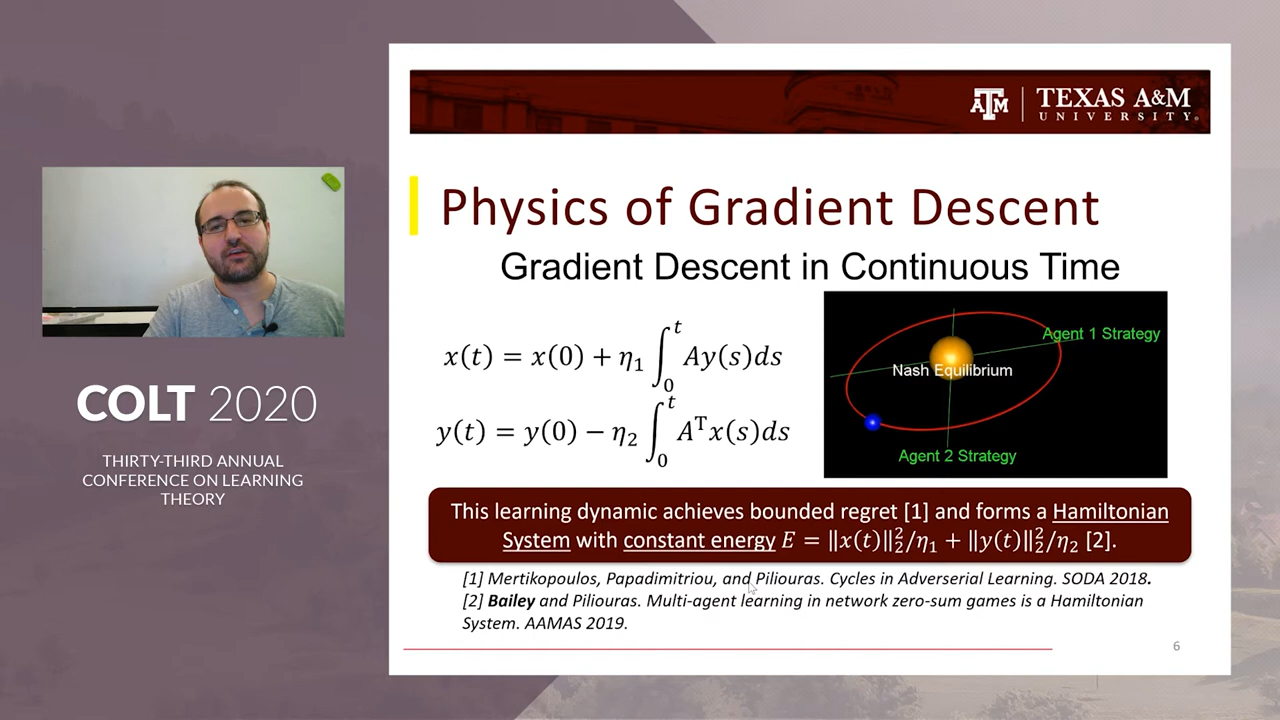 COLT 2020
THIRTY-THIRD ANNUAL
CONFERENCE ON LEARNING
THEORY
ATM | TEXAS A&M
UNIVERSITY®
Physics of Gradient Descent
Gradient Descent in Continuous Time
x(t) = x(0) + η₁ ∫₀ᵗ Ay(s)ds
y(t) = y(0) − η₂ ∫₀ᵗ Aᵀx(s)ds
Agent 1 Strategy
Nash Equilibrium
Agent 2 Strategy
This learning dynamic achieves bounded regret [1] and forms a Hamiltonian
System with constant energy E = ‖x(t)‖₂²/η₁ + ‖y(t)‖₂²/η₂ [2].
[1] Mertikopoulos, Papadimitriou, and Piliouras. Cycles in Adverserial Learning. SODA 2018.
[2] Bailey and Piliouras. Multi-agent learning in network zero-sum games is a Hamiltonian
System. AAMAS 2019.
6